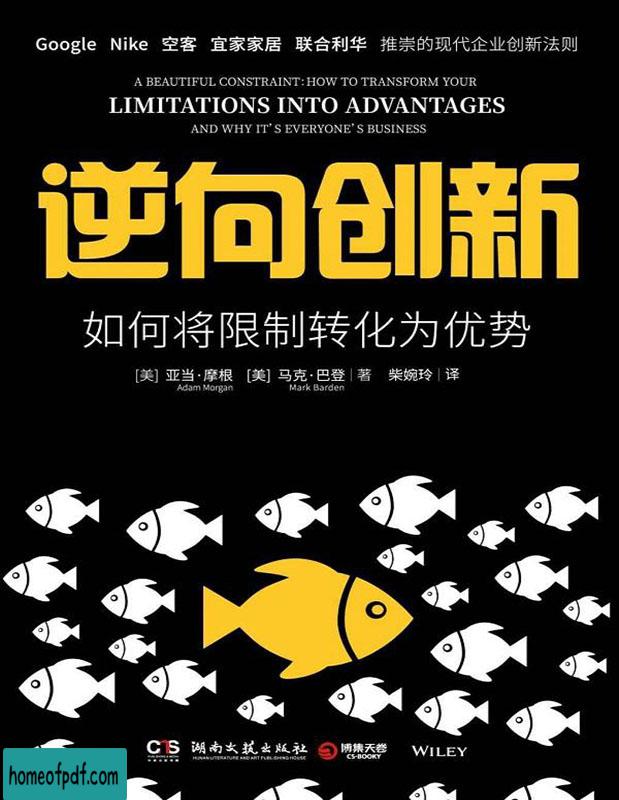 Google Nike 空客 宜家家居 联合利华 推崇的现代企业创新法则
A BEAUTIFUL CONSTRAINT: HOW TO TRANSFORM YOUR
LIMITATIONS INTO ADVANTAGES
AND WHY IT'S EVERYONE'S BUSINESS
逆向创新
如何将限制转化为优势
[美] 亚当·摩根 [美] 马克·巴登|著 柴婉玲|译
Adam Morgan Mark Barden
湖南文艺出版社 博集天卷 WILEY
HUNAN LITERATURE AND ART PUBLISHING HOUSE CS-BOOKY
homeofpdf.com